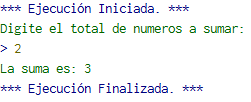 *** Ejecución Iniciada. ***
Digite el total de numeros a sumar:
> 2
La suma es: 3
*** Ejecución Finalizada. ***